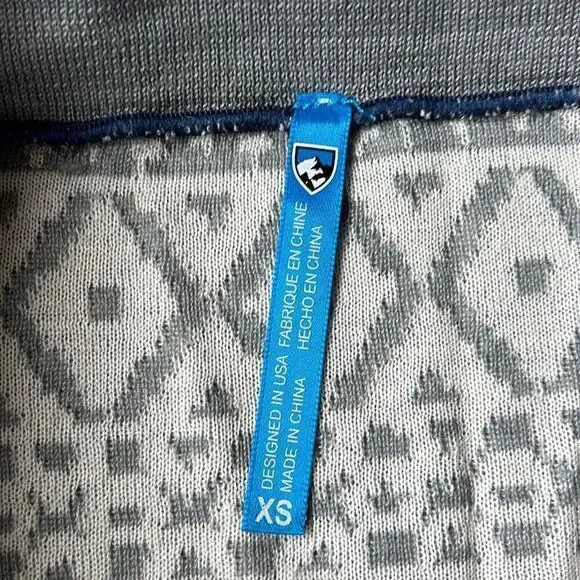 DESIGNED IN USA FABRIQUE EN CHINE
MADE IN CHINA HECHO EN CHINA
XS